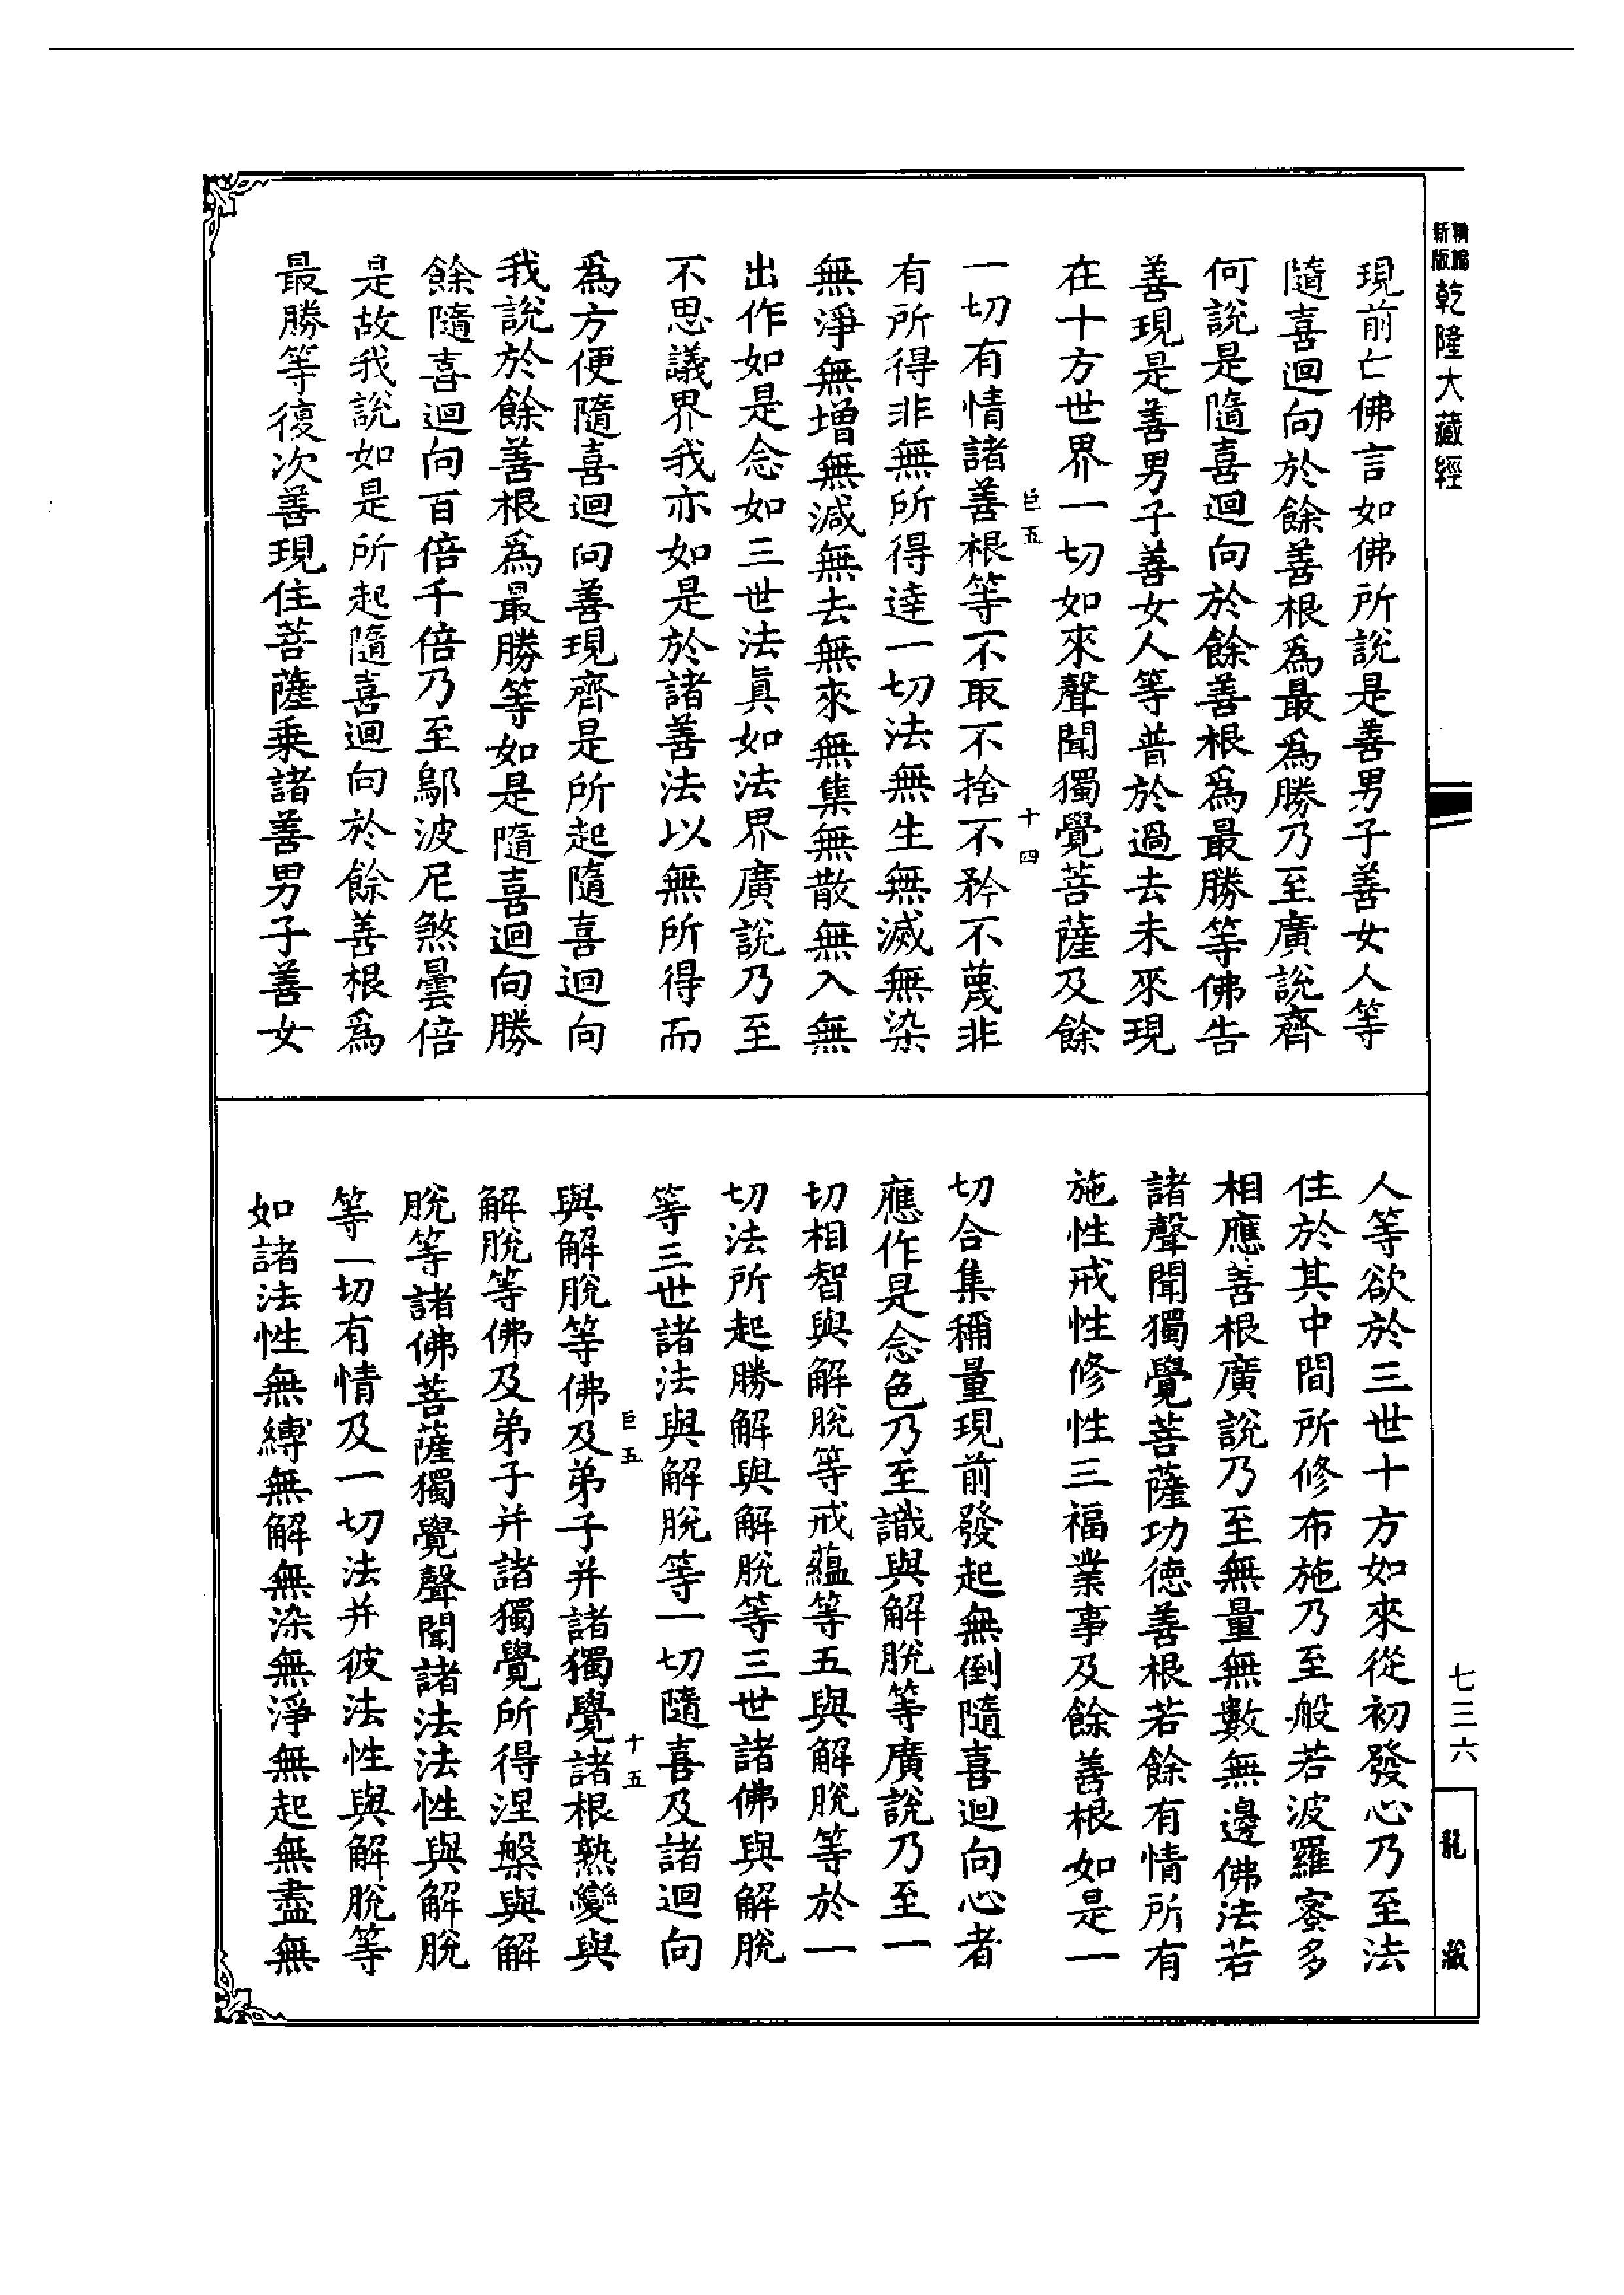 精縮新版乾隆大藏經
現前亡佛言如佛所說是善男子善女人等
隨喜迴向於餘善根爲最爲勝乃至廣說齊
何說是隨喜迴向於餘善根爲最勝等佛告
善現是善男子善女人等普於過去未來現
在十方世界一切如來聲聞獨覺菩薩及餘
巨五 十四
一切有情諸善根等不取不捨不矜不蔑非
有所得非無所得達一切法無生無滅無染
無淨無增無減無去無來無集無散無入無
出作如是念如三世法眞如法界廣說乃至
不思議界我亦如是於諸善法以無所得而
爲方便隨喜迴向善現齊是所起隨喜迴向
我說於餘善根爲最勝等如是隨喜迴向勝
餘隨喜迴向百倍千倍乃至鄔波尼煞曇倍
是故我說如是所起隨喜迴向於餘善根爲
最勝等復次善現住菩薩乘諸善男子善女
人等欲於三世十方如來從初發心乃至法
住於其中間所修布施乃至般若波羅蜜多
相應善根廣說乃至無量無數無邊佛法若
諸聲聞獨覺菩薩功德善根若餘有情所有
施性戒性修性三福業事及餘善根如是一
切合集稱量現前發起無倒隨喜迴向心者
應作是念色乃至識與解脫等廣說乃至一
切相智與解脫等戒蘊等五與解脫等於一
切法所起勝解與解脫等三世諸佛與解脫
等三世諸法與解脫等一切隨喜及諸迴向
巨五 十五
與解脫等佛及弟子并諸獨覺諸根熟變與
解脫等佛及弟子并諸獨覺所得涅槃與解
脫等諸佛菩薩獨覺聲聞諸法法性與解脫
等一切有情及一切法并彼法性與解脫等
如諸法性無縛無解無染無淨無起無盡無
七三六
龍藏